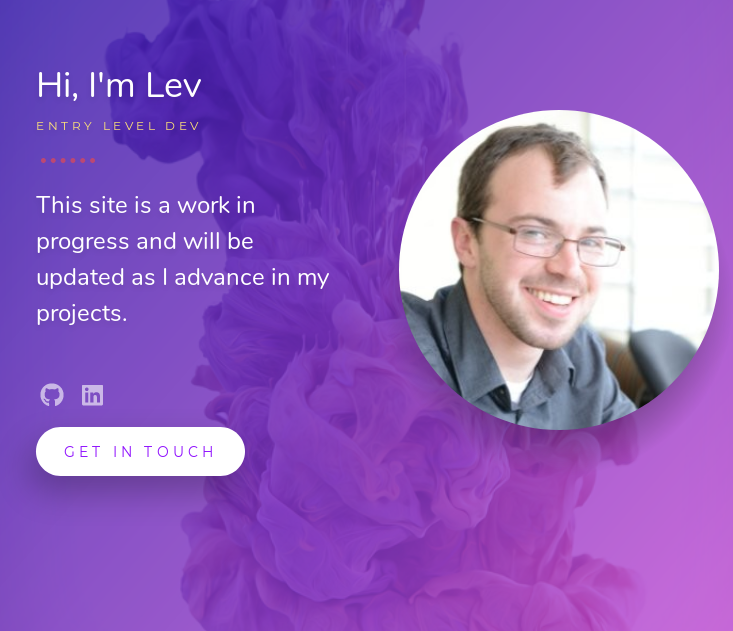 Hi, I'm Lev
ENTRY LEVEL DEV
This site is a work in
progress and will be
updated as I advance in my
projects.
in
GET IN TOUCH